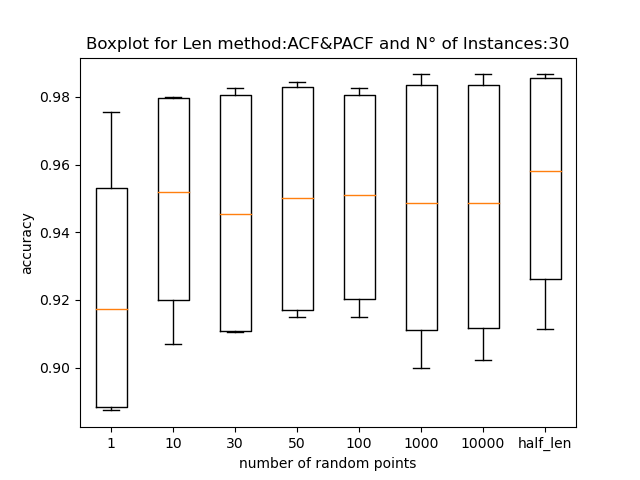 Boxplot for Len method:ACF&PACF and N° of Instances:30
0.98
0.96
0.94
0.92
0.90
accuracy
1 10 30 50 100 1000 10000 half_len
number of random points